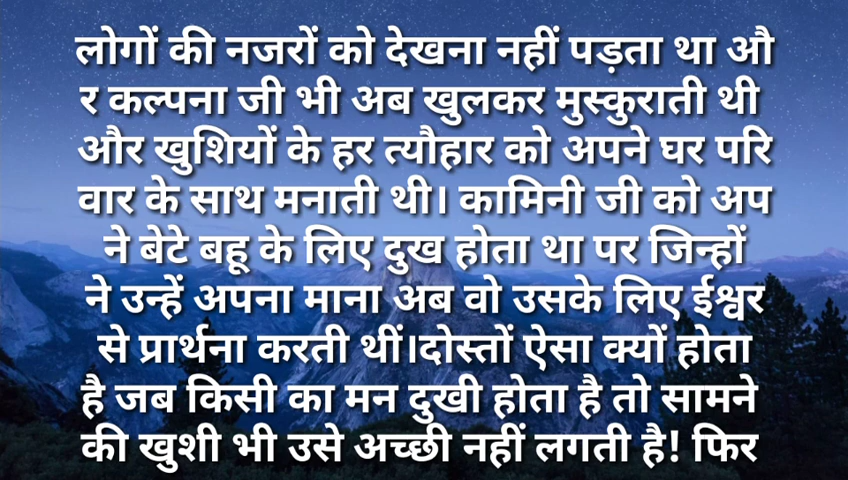 लोगों की नजरों को देखना नहीं पड़ता था औ
र कल्पना जी भी अब खुलकर मुस्कुराती थी
और खुशियों के हर त्यौहार को अपने घर परि
वार के साथ मनाती थी। कामिनी जी को अप
ने बेटे बहू के लिए दुख होता था पर जिन्हों
ने उन्हें अपना माना अब वो उसके लिए ईश्वर
से प्रार्थना करती थीं।दोस्तों ऐसा क्यों होता
है जब किसी का मन दुखी होता है तो सामने
की खुशी भी उसे अच्छी नहीं लगती है! फिर